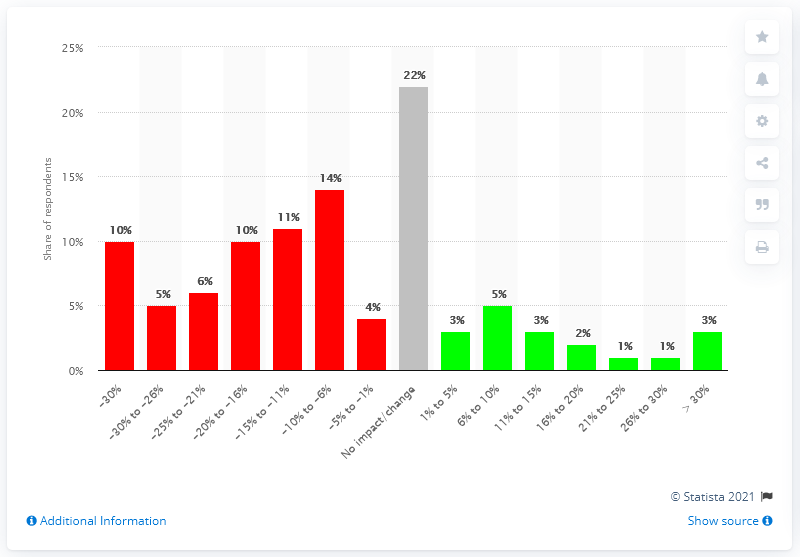 25%
20%
15%
10%
5%
0%
Share of respondents
10%
5%
6%
10%
11%
14%
4%
22%
3%
5%
3%
2%
1%
1%
3%
-30%
-30% to -26%
-25% to -21%
-20% to -16%
-15% to -11%
-10% to -6%
-5% to -1%
No impact/change
1% to 5%
6% to 10%
11% to 15%
16% to 20%
21% to 25%
26% to 30%
> 30%
© Statista 2021
Additional Information
Show source